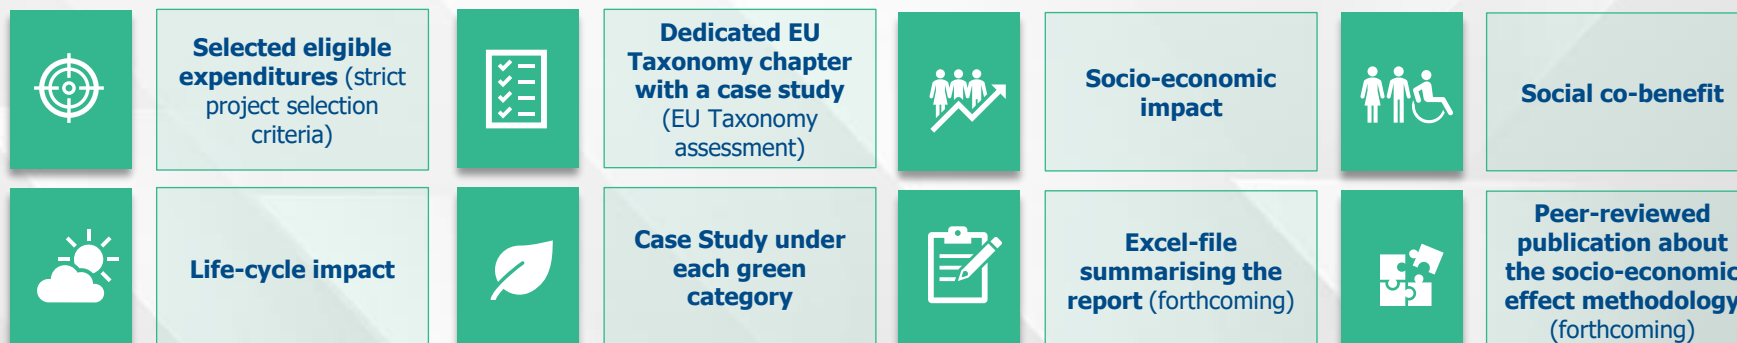 Selected eligible
expenditures (strict
project selection
criteria)
Dedicated EU
Taxonomy chapter
with a case study
(EU Taxonomy
assessment)
Socio-economic
impact
Social co-benefit
Life-cycle impact
Case Study under
each green
category
Excel-file
summarising the
report (forthcoming)
Peer-reviewed
publication about
the socio-economic
effect methodology
(forthcoming)